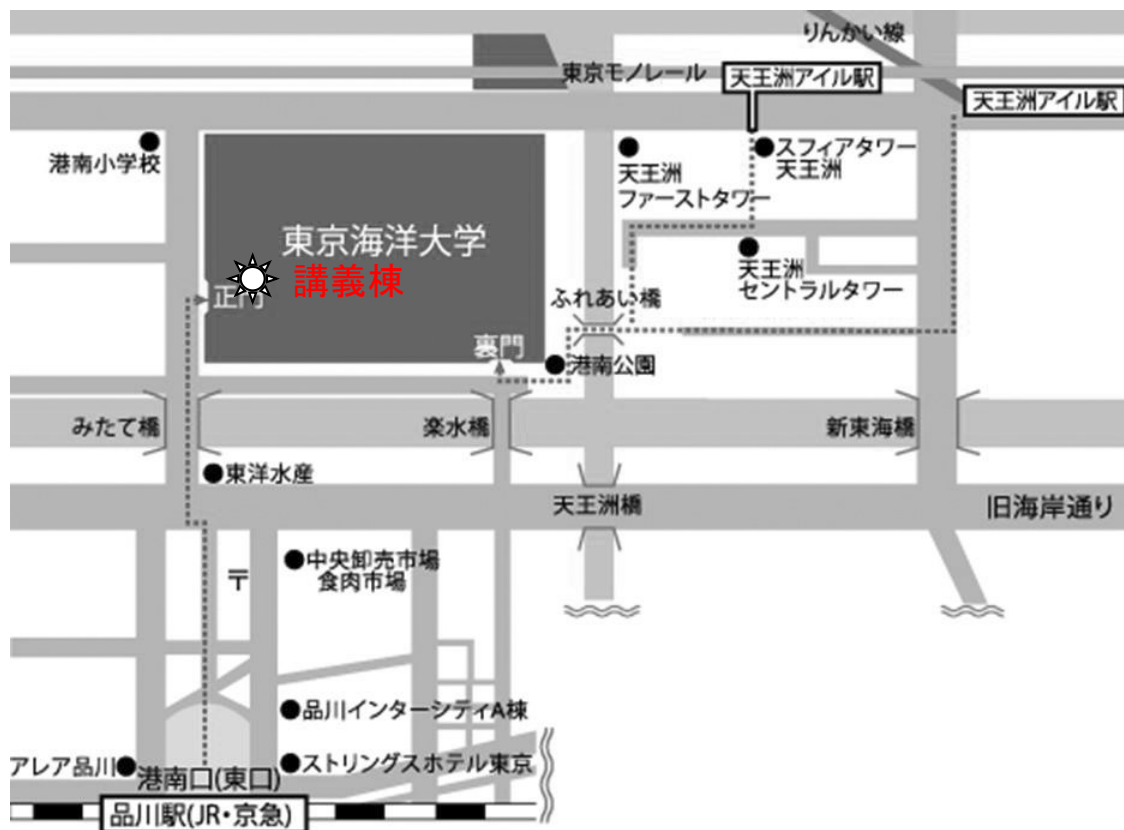 りんかい線
東京モノレール
天王洲アイル駅
天王洲アイル駅
港南小学校
天王洲
ファーストタワー
スフィアタワー
天王洲
東京海洋大学
講義棟
正門
天王洲
セントラルタワー
ふれあい橋
裏門
港南公園
みたて橋
楽水橋
新東海橋
東洋水産
天王洲橋
旧海岸通り
中央卸売市場
食肉市場
〒
品川インターシティA棟
アレア品川
ストリングスホテル東京
港南口(東口)
品川駅(JR・京急)